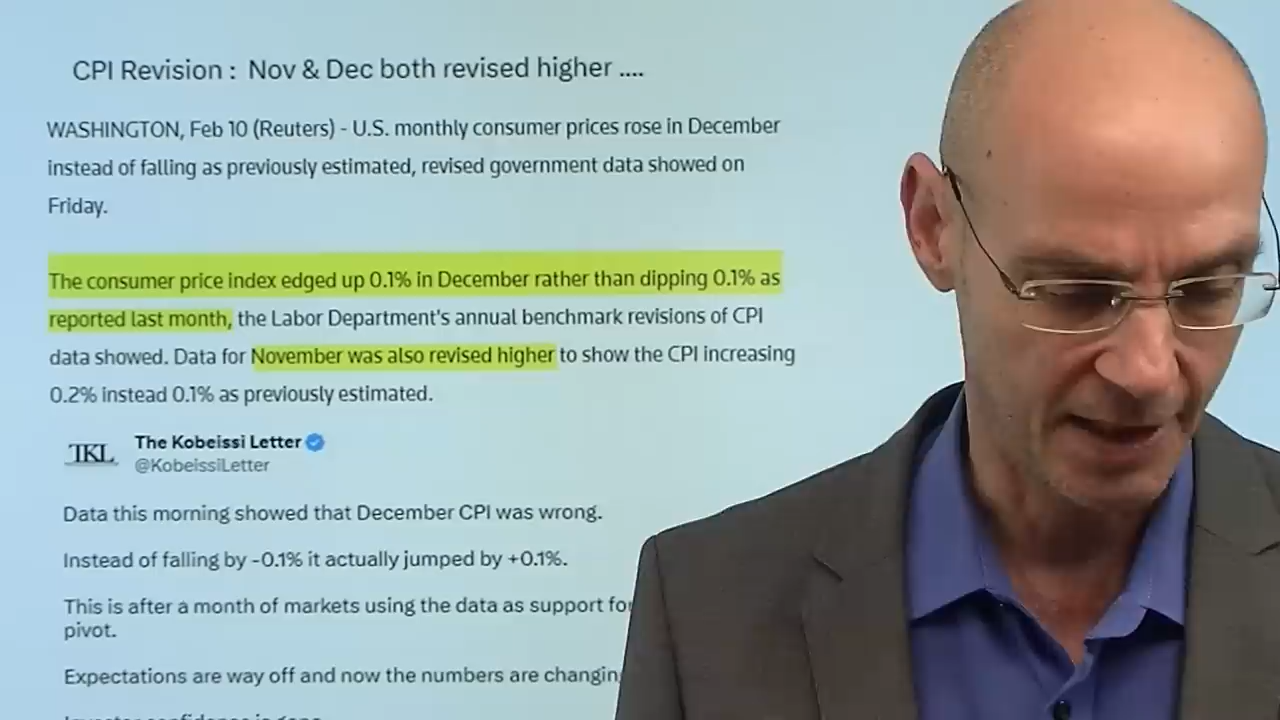 CPI Revision : Nov & Dec both revised higher ....
WASHINGTON, Feb 10 (Reuters) - U.S. monthly consumer prices rose in December
instead of falling as previously estimated, revised government data showed on
Friday.
The consumer price index edged up 0.1% in December rather than dipping 0.1% as
reported last month, the Labor Department's annual benchmark revisions of CPI
data showed. Data for November was also revised higher to show the CPI increasing
0.2% instead 0.1% as previously estimated.
TKL
The Kobeissi Letter
@KobeissiLetter
Data this morning showed that December CPI was wrong.
Instead of falling by -0.1% it actually jumped by +0.1%.
This is after a month of markets using the data as support for
pivot.
Expectations are way off and now the numbers are changin
Investor confidence is gone